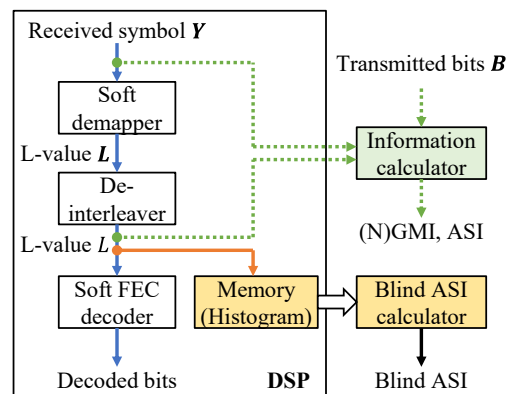 Received symbol Y
Transmitted bits B
Soft
demapper
Information
calculator
L-value L
De-
interleaver
(N)GMI, ASI
L-value L
Soft FEC
decoder
Memory
(Histogram)
Blind ASI
calculator
Decoded bits
DSP
Blind ASI